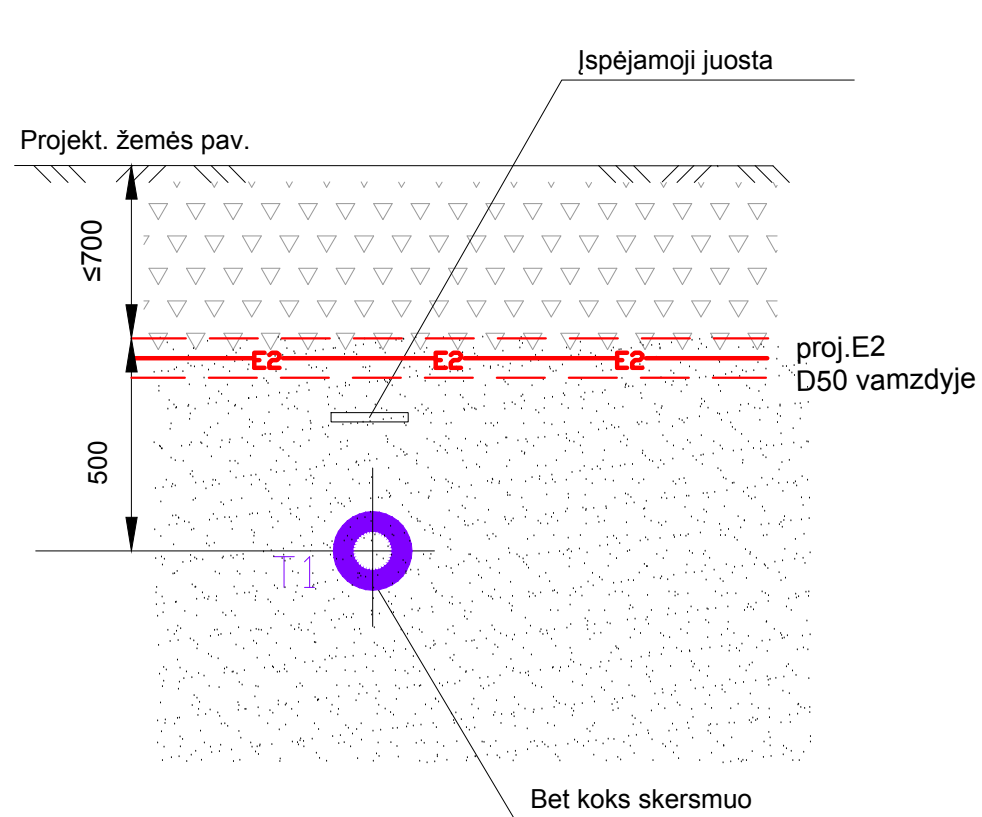 Įspėjamoji juosta
Projekt. žemės pav.
≤700
E2 E2 E2
proj.E2
D50 vamzdyje
500
T1
Bet koks skersmuo